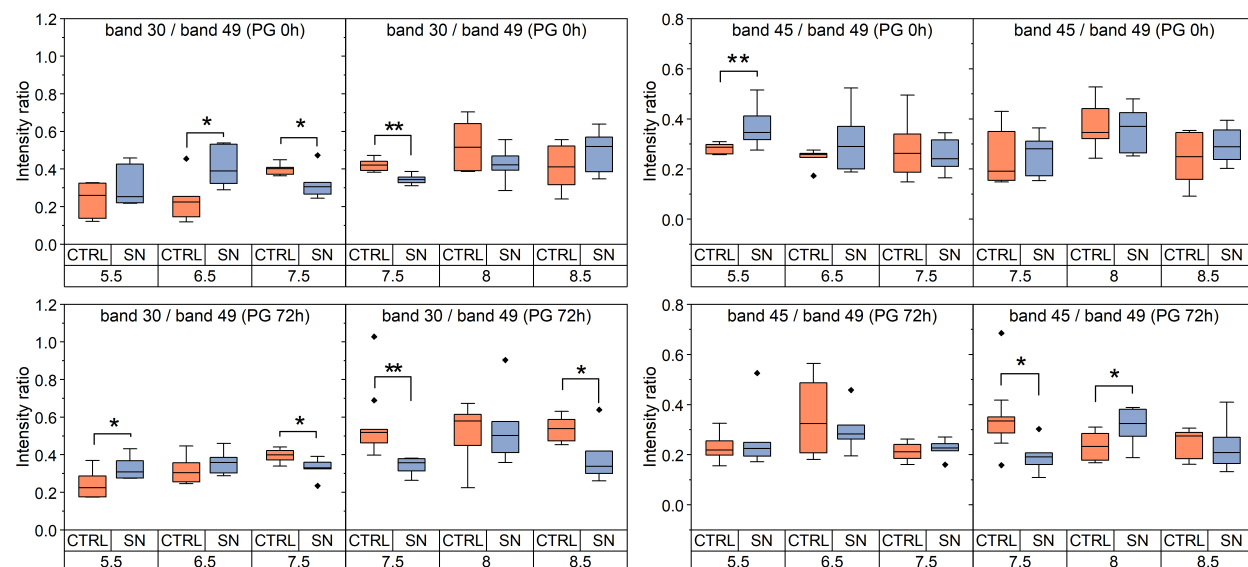 band 30 / band 49 (PG 0h)
band 30 / band 49 (PG 0h)
Intensity ratio
1.2
1.0
0.8
0.6
0.4
0.2
0.0
*
*
**
CTRL SN CTRL SN CTRL SN CTRL SN CTRL SN CTRL SN
5.5 6.5 7.5 7.5 8 8.5
band 45 / band 49 (PG 0h)
band 45 / band 49 (PG 0h)
Intensity ratio
0.8
0.6
0.4
0.2
0.0
**
CTRL SN CTRL SN CTRL SN CTRL SN CTRL SN CTRL SN
5.5 6.5 7.5 7.5 8 8.5
band 30 / band 49 (PG 72h)
band 30 / band 49 (PG 72h)
Intensity ratio
1.2
1.0
0.8
0.6
0.4
0.2
0.0
*
*
**
*
CTRL SN CTRL SN CTRL SN CTRL SN CTRL SN CTRL SN
5.5 6.5 7.5 7.5 8 8.5
band 45 / band 49 (PG 72h)
band 45 / band 49 (PG 72h)
Intensity ratio
0.8
0.6
0.4
0.2
0.0
*
*
CTRL SN CTRL SN CTRL SN CTRL SN CTRL SN CTRL SN
5.5 6.5 7.5 7.5 8 8.5